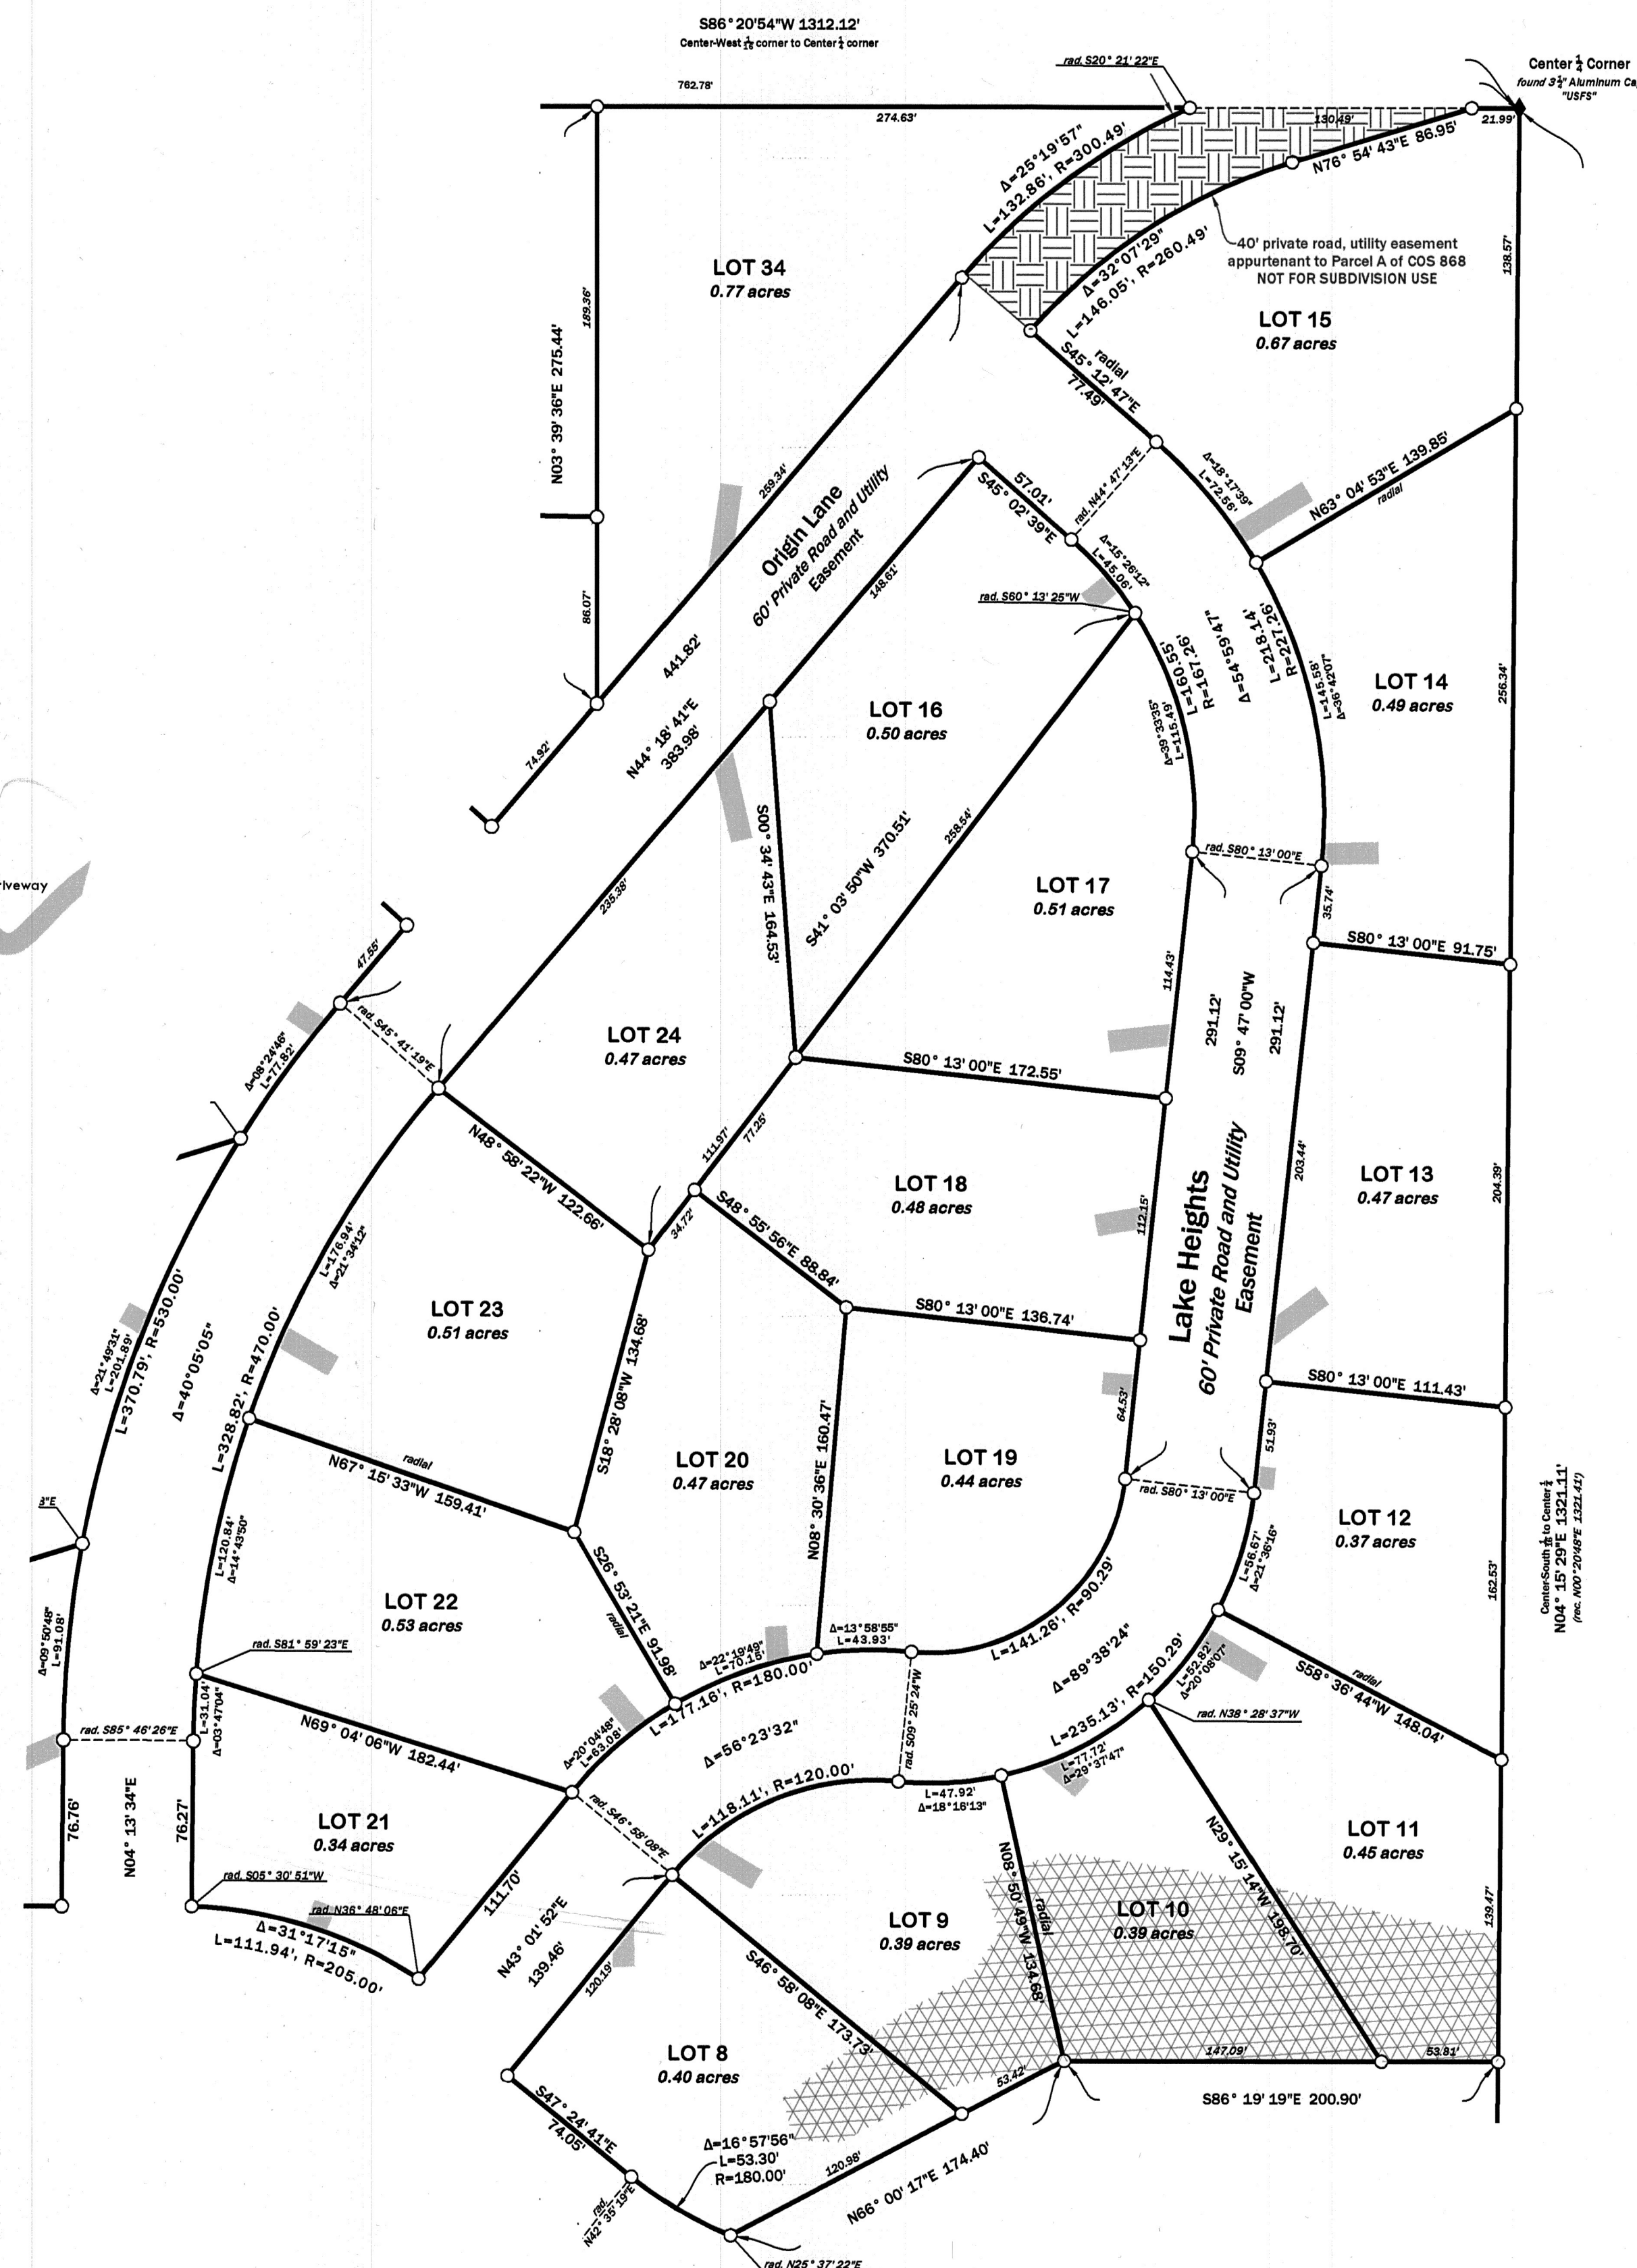 S86°20'54"W 1312.12'
Center-West 1/16 corner to Center 1/4 corner
762.78'
274.63'
rad. S20° 21' 22"E
Center 1/4 Corner
found 3 1/2" Aluminum Ca
"USFS"
130.49'
21.99'
N76° 54' 43"E 86.95'
Δ=25°19'57"
L=132.86', R=300.49'
Δ=32°07'29"
L=146.05', R=260.49'
40' private road, utility easement
appurtenant to Parcel A of COS 868
NOT FOR SUBDIVISION USE
138.57'
LOT 34
0.77 acres
LOT 15
0.67 acres
N03° 39' 36"E 275.44'
189.36'
86.07'
radial
S45° 12' 47"E
77.49'
259.34'
Origin Lane
60' Private Road and Utility
Easement
57.01'
S45° 02' 39"E
rad. N44° 47' 13"E
Δ=18°17'39"
L=72.56'
N63° 04' 53"E 139.85'
radial
Δ=15°26'12"
L=45.06'
rad. S60° 13' 25"W
148.61'
441.82'
N44° 18' 41"E
383.98'
74.92'
LOT 16
0.50 acres
L=160.55'
R=167.26'
Δ=39°33'35"
L=115.49'
Δ=54°59'47"
L=218.14'
R=227.26'
L=145.58'
Δ=36°42'07"
LOT 14
0.49 acres
256.34'
S00° 34' 43"E 164.53'
S41° 03' 50"W 370.51'
258.54'
LOT 17
0.51 acres
rad. S80° 13' 00"E
35.74'
235.38'
riveway
47.55'
rad. S45° 41' 19"E
Δ=08°24'46"
L=77.82'
S80° 13' 00"E 91.75'
114.43'
291.12'
S09° 47' 00"W
291.12'
LOT 24
0.47 acres
S80° 13' 00"E 172.55'
N48° 58' 22"W 122.66'
111.97'
77.25'
34.72'
LOT 18
0.48 acres
112.15'
Lake Heights
60' Private Road and Utility
Easement
203.44'
LOT 13
0.47 acres
204.39'
S48° 55' 56"E 88.84'
L=176.94'
Δ=21°34'12"
LOT 23
0.51 acres
S18° 28' 08"W 134.68'
S80° 13' 00"E 136.74'
64.53'
S80° 13' 00"E 111.43'
51.93'
Δ=21°49'31"
L=201.89'
L=370.79', R=530.00'
Δ=40°05'05"
L=328.82', R=470.00'
radial
N67° 15' 33"W 159.41'
LOT 20
0.47 acres
N08° 30' 36"E 160.47'
LOT 19
0.44 acres
rad. S80° 13' 00"E
3"E
LOT 12
0.37 acres
Center-South 1/16 to Center 1/4
N04° 15' 29"E 1321.11'
(rec. N00°20'48"E 1321.41')
162.53'
L=120.84'
Δ=14°43'50"
S26° 53' 21"E 91.98'
radial
L=56.67'
Δ=21°36'16"
LOT 22
0.53 acres
L=141.26', R=90.29'
Δ=89°38'24"
Δ=09°50'48"
L=91.08'
rad. S81° 59' 23"E
Δ=13°58'55"
L=43.93'
Δ=22°19'49"
L=70.15'
L=177.16', R=180.00'
L=52.82'
Δ=20°08'07"
radial
S58° 36' 44"W 148.04'
L=31.04'
Δ=03°47'04"
rad. S85° 46' 26"E
N69° 04' 06"W 182.44'
Δ=20°04'48"
L=63.08'
Δ=56°23'32"
rad. S09° 25' 24"W
L=235.13', R=150.29'
rad. N38° 28' 37"W
L=77.72'
Δ=29°37'47"
76.76'
N04° 13' 34"E
76.27'
LOT 21
0.34 acres
rad. S46° 58' 08"E
L=118.11', R=120.00'
L=47.92'
Δ=18°16'13"
LOT 11
0.45 acres
139.47'
rad. S05° 30' 51"W
rad. N36° 48' 06"E
Δ=31°17'15"
L=111.94', R=205.00'
111.70'
N43° 01' 52"E
139.46'
120.19'
LOT 9
0.39 acres
N08° 50' 49"W 134.68'
radial
LOT 10
0.39 acres
N29° 15' 14"W 198.70'
S46° 58' 08"E 173.73'
LOT 8
0.40 acres
53.42'
147.09'
53.81'
S86° 19' 19"E 200.90'
S47° 24' 41"E
74.05'
Δ=16°57'56"
L=53.30'
R=180.00'
120.98'
N66° 00' 17"E 174.40'
rad.
N42° 35' 19"E
rad. N25° 37' 22"E